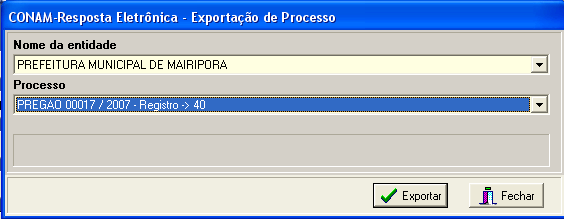 CONAM-Resposta Eletrônica - Exportação de Processo
Nome da entidade
PREFEITURA MUNICIPAL DE MAIRIPORA
Processo
PREGAO 00017 / 2007 - Registro -> 40
Exportar Fechar